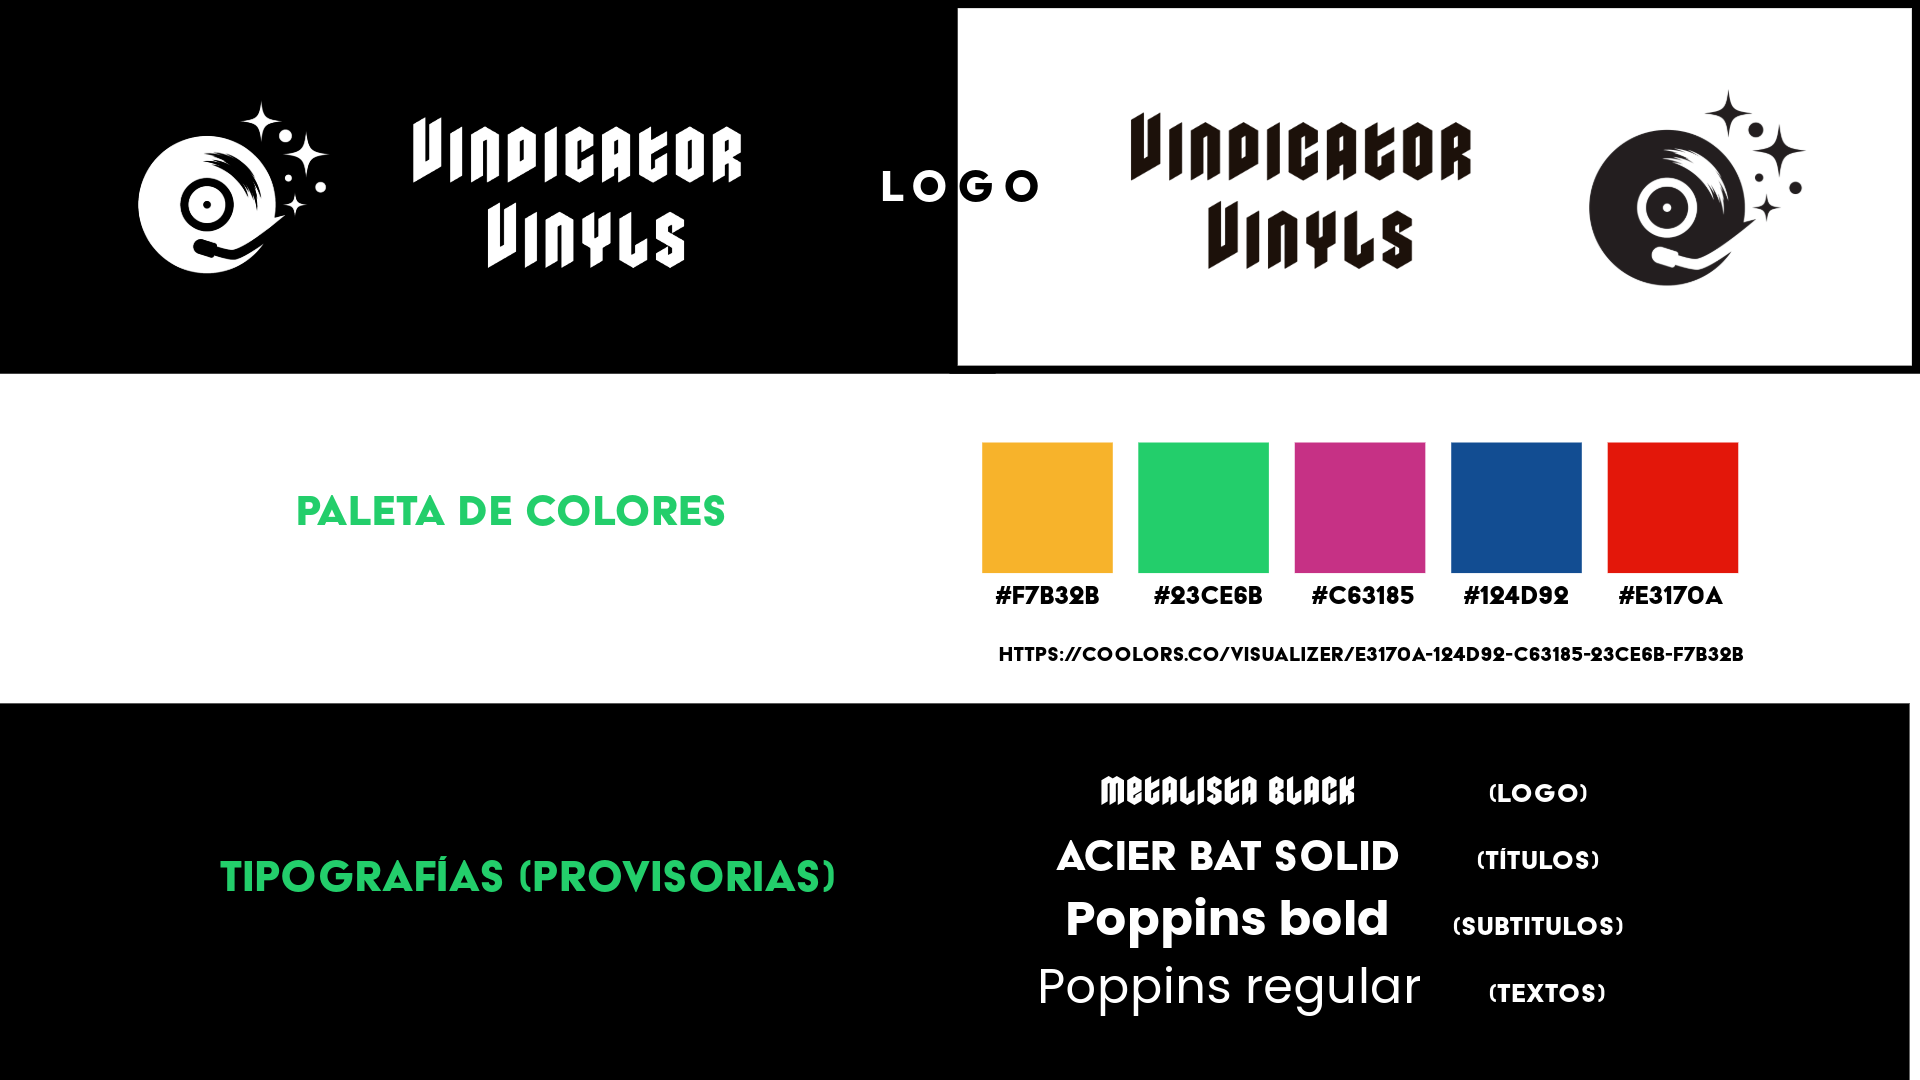 VINDICATOR
VINYLS
LOGO
VINDICATOR
VINYLS
PALETA DE COLORES
#F7B32B
#23CE6B
#C63185
#124D92
#E3170A
HTTPS://COOLORS.CO/VISUALIZER/E3170A-124D92-C63185-23CE6B-F7B32B
TIPOGRAFÍAS (PROVISORIAS)
METALISTA BLACK (LOGO)
ACIER BAT SOLID (TÍTULOS)
Poppins bold (SUBTITULOS)
Poppins regular (TEXTOS)